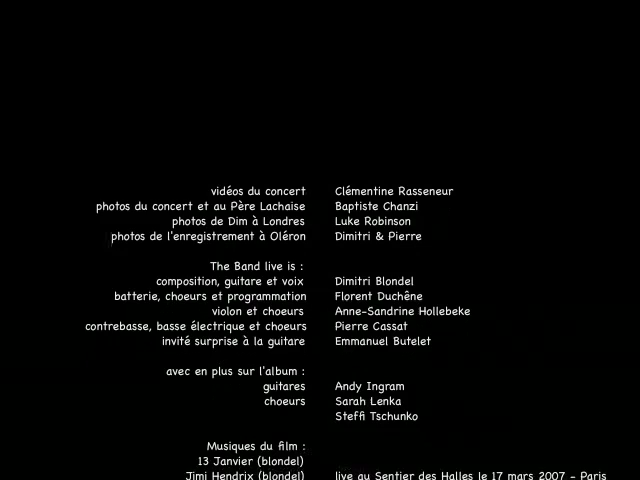 vidéos du concert Clémentine Rasseneur
photos du concert et au Père Lachaise Baptiste Chanzi
photos de Dim à Londres Luke Robinson
photos de l'enregistrement à Oléron Dimitri & Pierre
The Band live is :
composition, guitare et voix Dimitri Blondel
batterie, choeurs et programmation Florent Duchêne
violon et choeurs Anne-Sandrine Hollebeke
contrebasse, basse électrique et choeurs Pierre Cassat
invité surprise à la guitare Emmanuel Butelet
avec en plus sur l'album :
guitares Andy Ingram
choeurs Sarah Lenka
Steffi Tschunko
Musiques du film :
13 Janvier (blondel)
Jimi Hendrix (blondel) live au Sentier des Halles le 17 mars 2007 - Paris